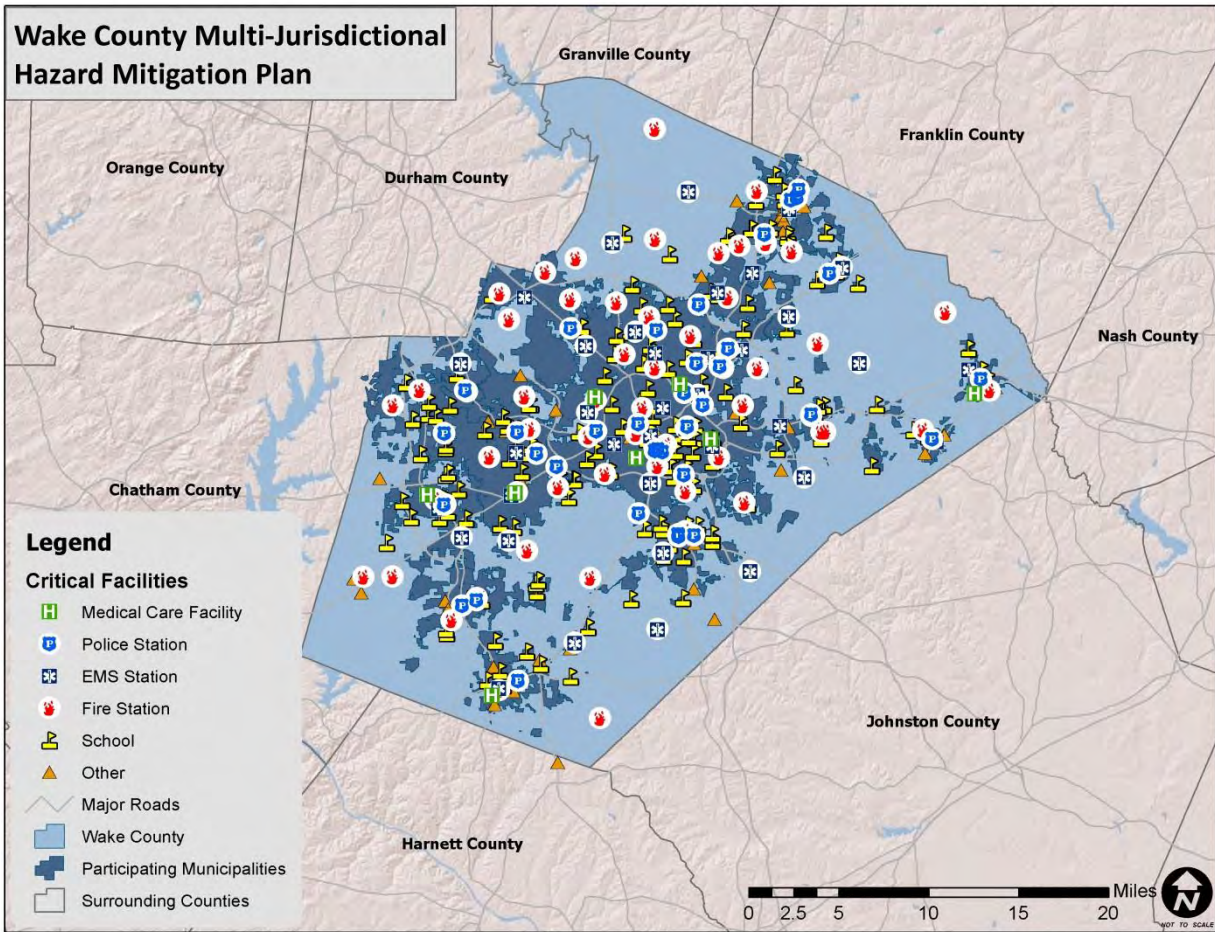 Wake County Multi-Jurisdictional
Hazard Mitigation Plan
Granville County
Franklin County
Orange County
Durham County
Nash County
Chatham County
Johnston County
Harnett County
Legend
Critical Facilities
H Medical Care Facility
P Police Station
EMS Station
Fire Station
School
Other
Major Roads
Wake County
Participating Municipalities
Surrounding Counties
Miles
0 2.5 5 10 15 20
N
NOT TO SCALE